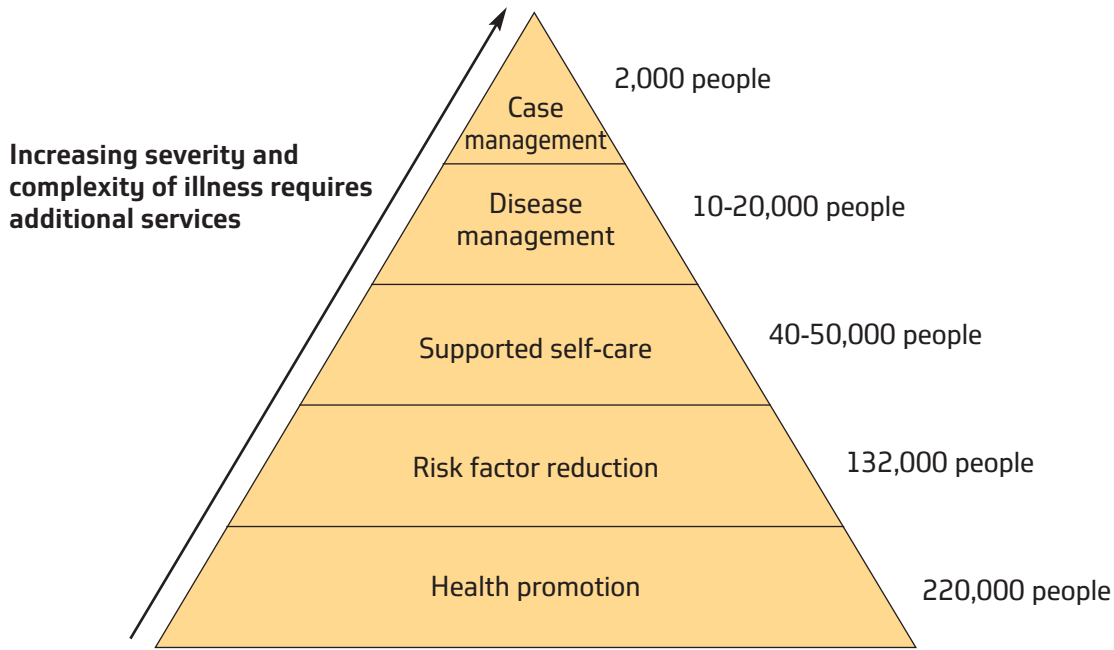 2,000 people
Case
management
Increasing severity and
complexity of illness requires
additional services
Disease
management
10-20,000 people
Supported self-care
40-50,000 people
Risk factor reduction
132,000 people
Health promotion
220,000 people